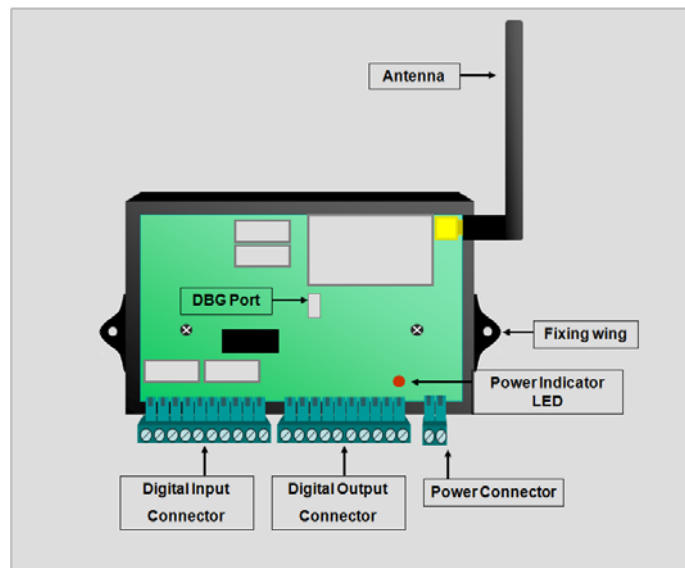 Antenna
DBG Port
Fixing wing
Power Indicator
LED
Digital Input
Connector
Digital Output
Connector
Power Connector